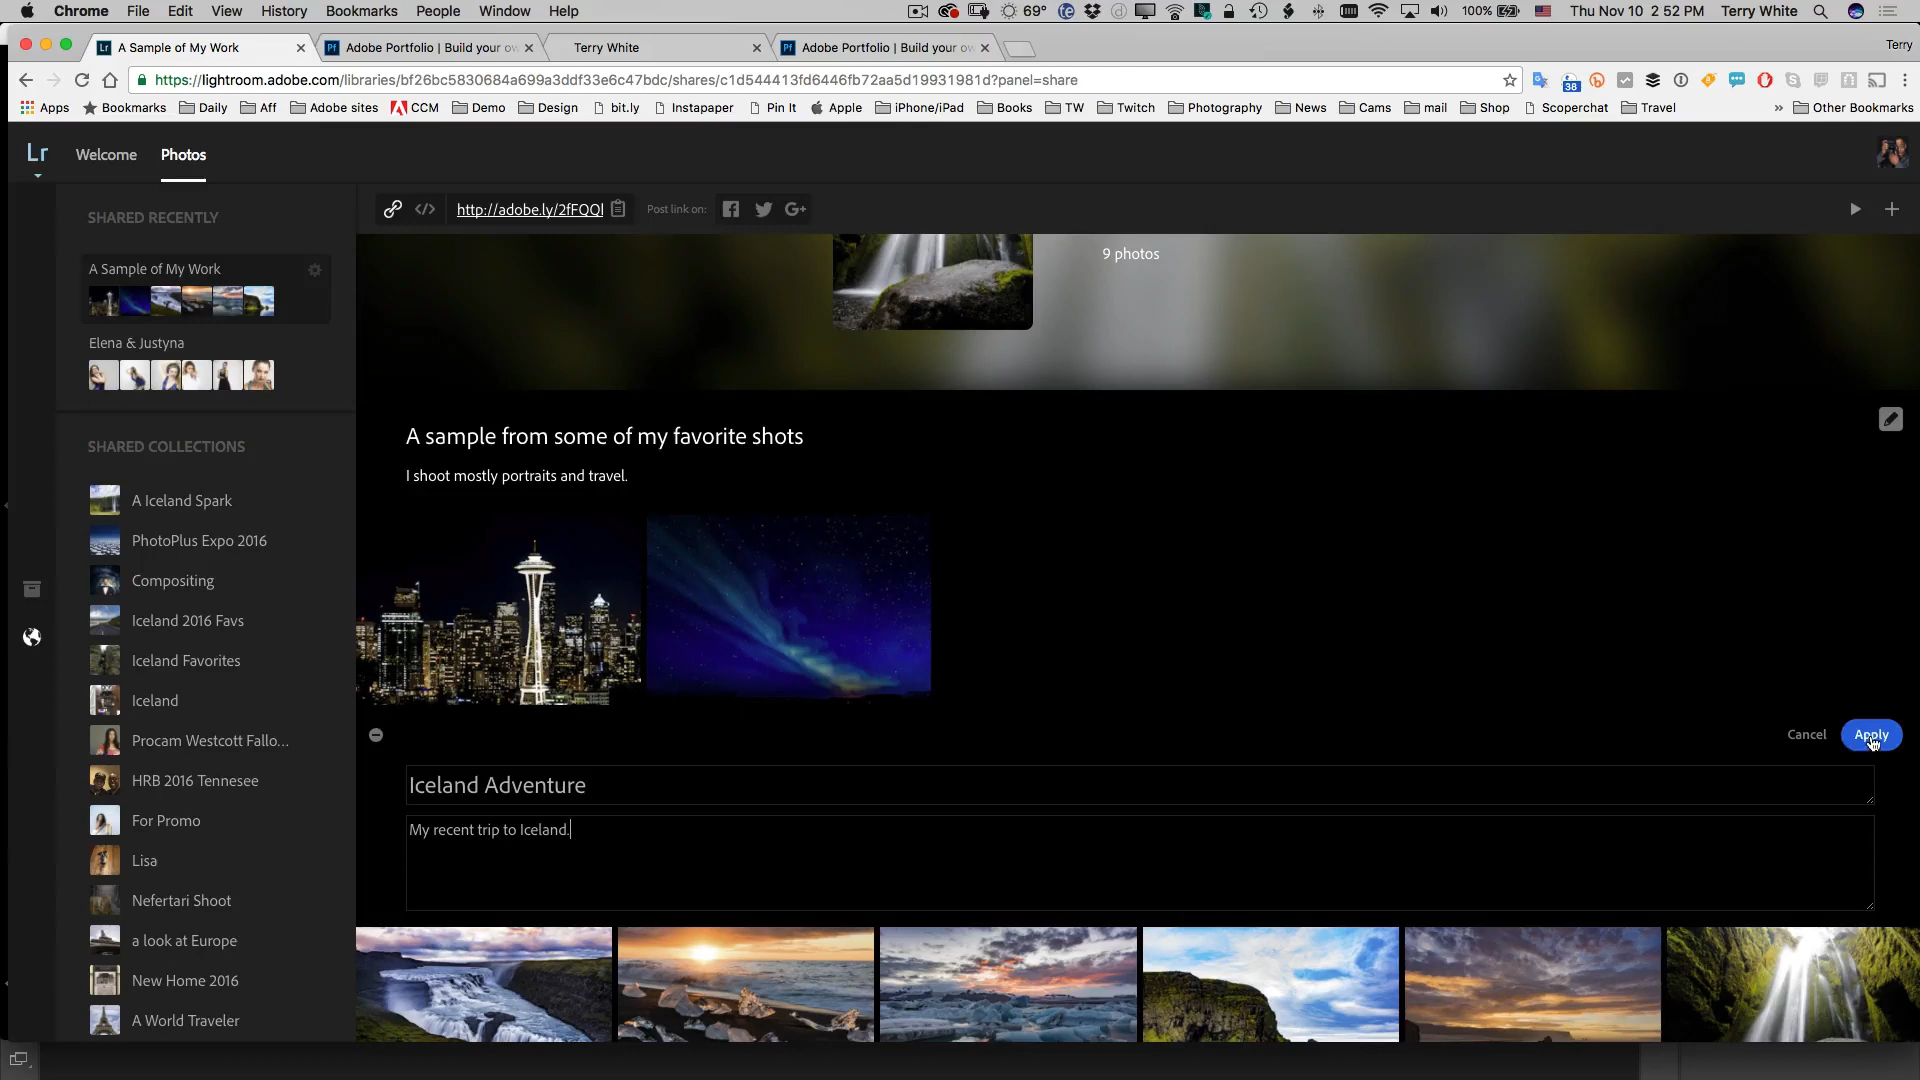 Chrome File Edit View History Bookmarks People Window Help 69° 100% Thu Nov 10 2:52 PM Terry White
Lr A Sample of My Work Pf Adobe Portfolio | Build your ow Terry White Pf Adobe Portfolio | Build your ow Terry
https://lightroom.adobe.com/libraries/bf26bc5830684a699a3ddf33e6c47bdc/shares/c1d544413fd6446fb72aa5d19931981d?panel=share 38
Apps Bookmarks Daily Aff Adobe sites CCM Demo Design bit.ly Instapaper Pin It Apple iPhone/iPad Books TW Twitch Photography News Cams mail Shop Scoperchat Travel » Other Bookmarks
Lr Welcome Photos
SHARED RECENTLY
http://adobe.ly/2fFQQ Post link on:
A Sample of My Work
9 photos
Elena & Justyna
A sample from some of my favorite shots
I shoot mostly portraits and travel.
SHARED COLLECTIONS
A Iceland Spark
PhotoPlus Expo 2016
Compositing
Iceland 2016 Favs
Iceland Favorites
Iceland
Procam Westcott Fallo...
HRB 2016 Tennesee
For Promo
Lisa
Nefertari Shoot
a look at Europe
New Home 2016
A World Traveler
Cancel Apply
Iceland Adventure
My recent trip to Iceland.